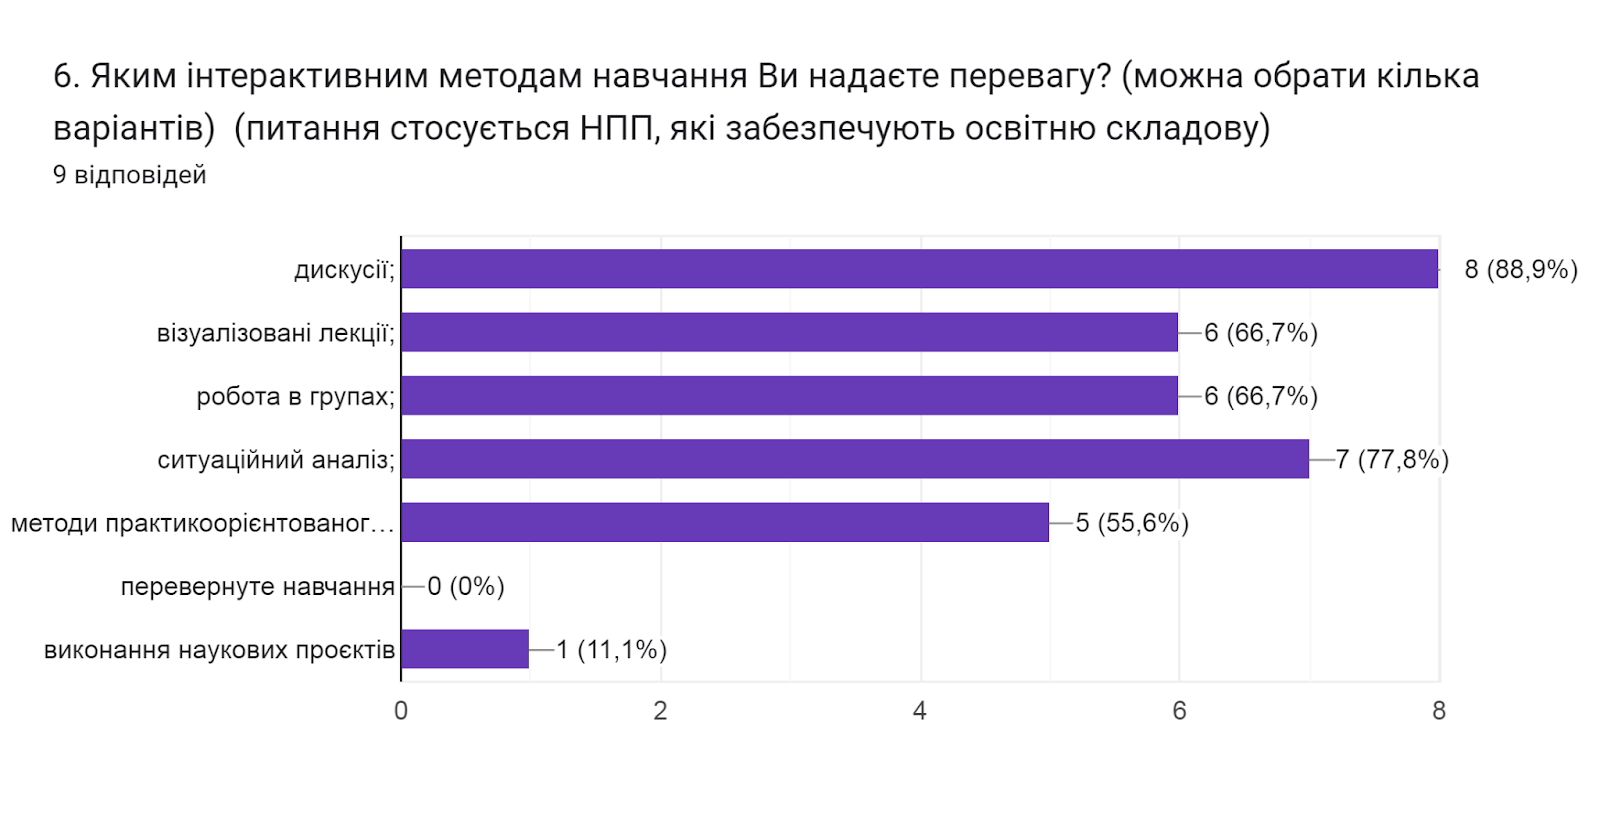 6. Яким інтерактивним методам навчання Ви надаєте перевагу? (можна обрати кілька
варіантів) (питання стосується НПП, які забезпечують освітню складову)
9 відповідей
дискусії; 8 (88,9%)
візуалізовані лекції; 6 (66,7%)
робота в групах; 6 (66,7%)
ситуаційний аналіз; 7 (77,8%)
методи практикоорієнтованог… 5 (55,6%)
перевернуте навчання 0 (0%)
виконання наукових проєктів 1 (11,1%)
0 2 4 6 8